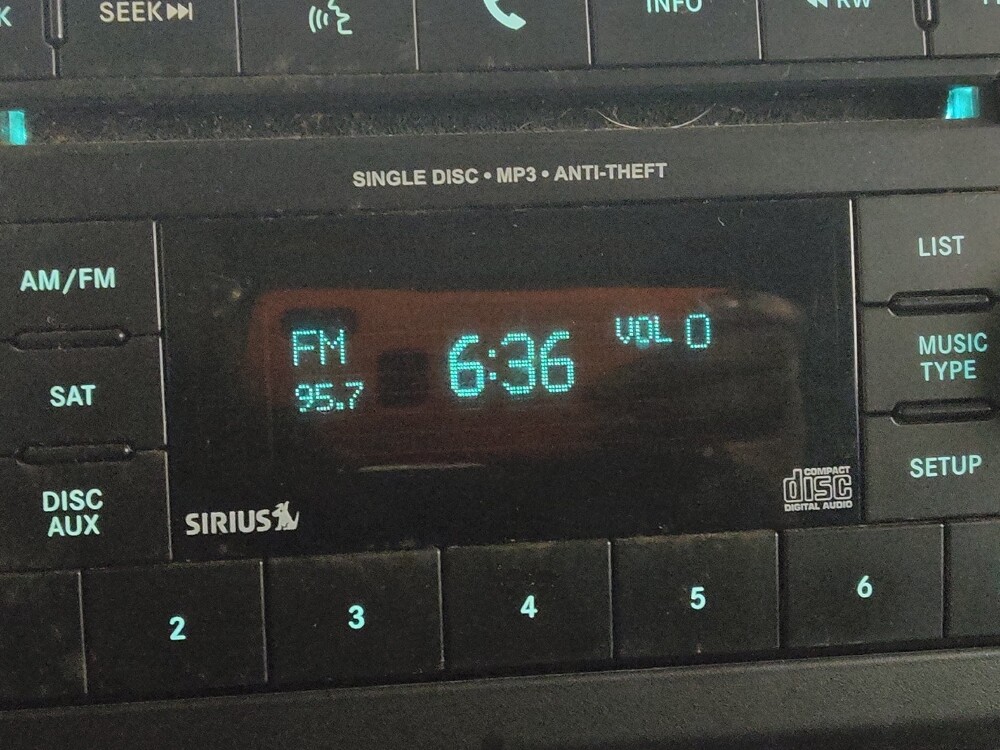 SEEK
INFO
RW
SINGLE DISC • MP3 • ANTI-THEFT
AM/FM
SAT
DISC
AUX
FM
95.7
6:36
VOL 0
LIST
MUSIC
TYPE
SETUP
SIRIUS
COMPACT
disc
DIGITAL AUDIO
2
3
4
5
6